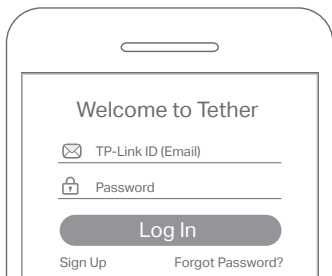 Welcome to Tether
TP-Link ID (Email)
Password
Log In
Sign Up Forgot Password?